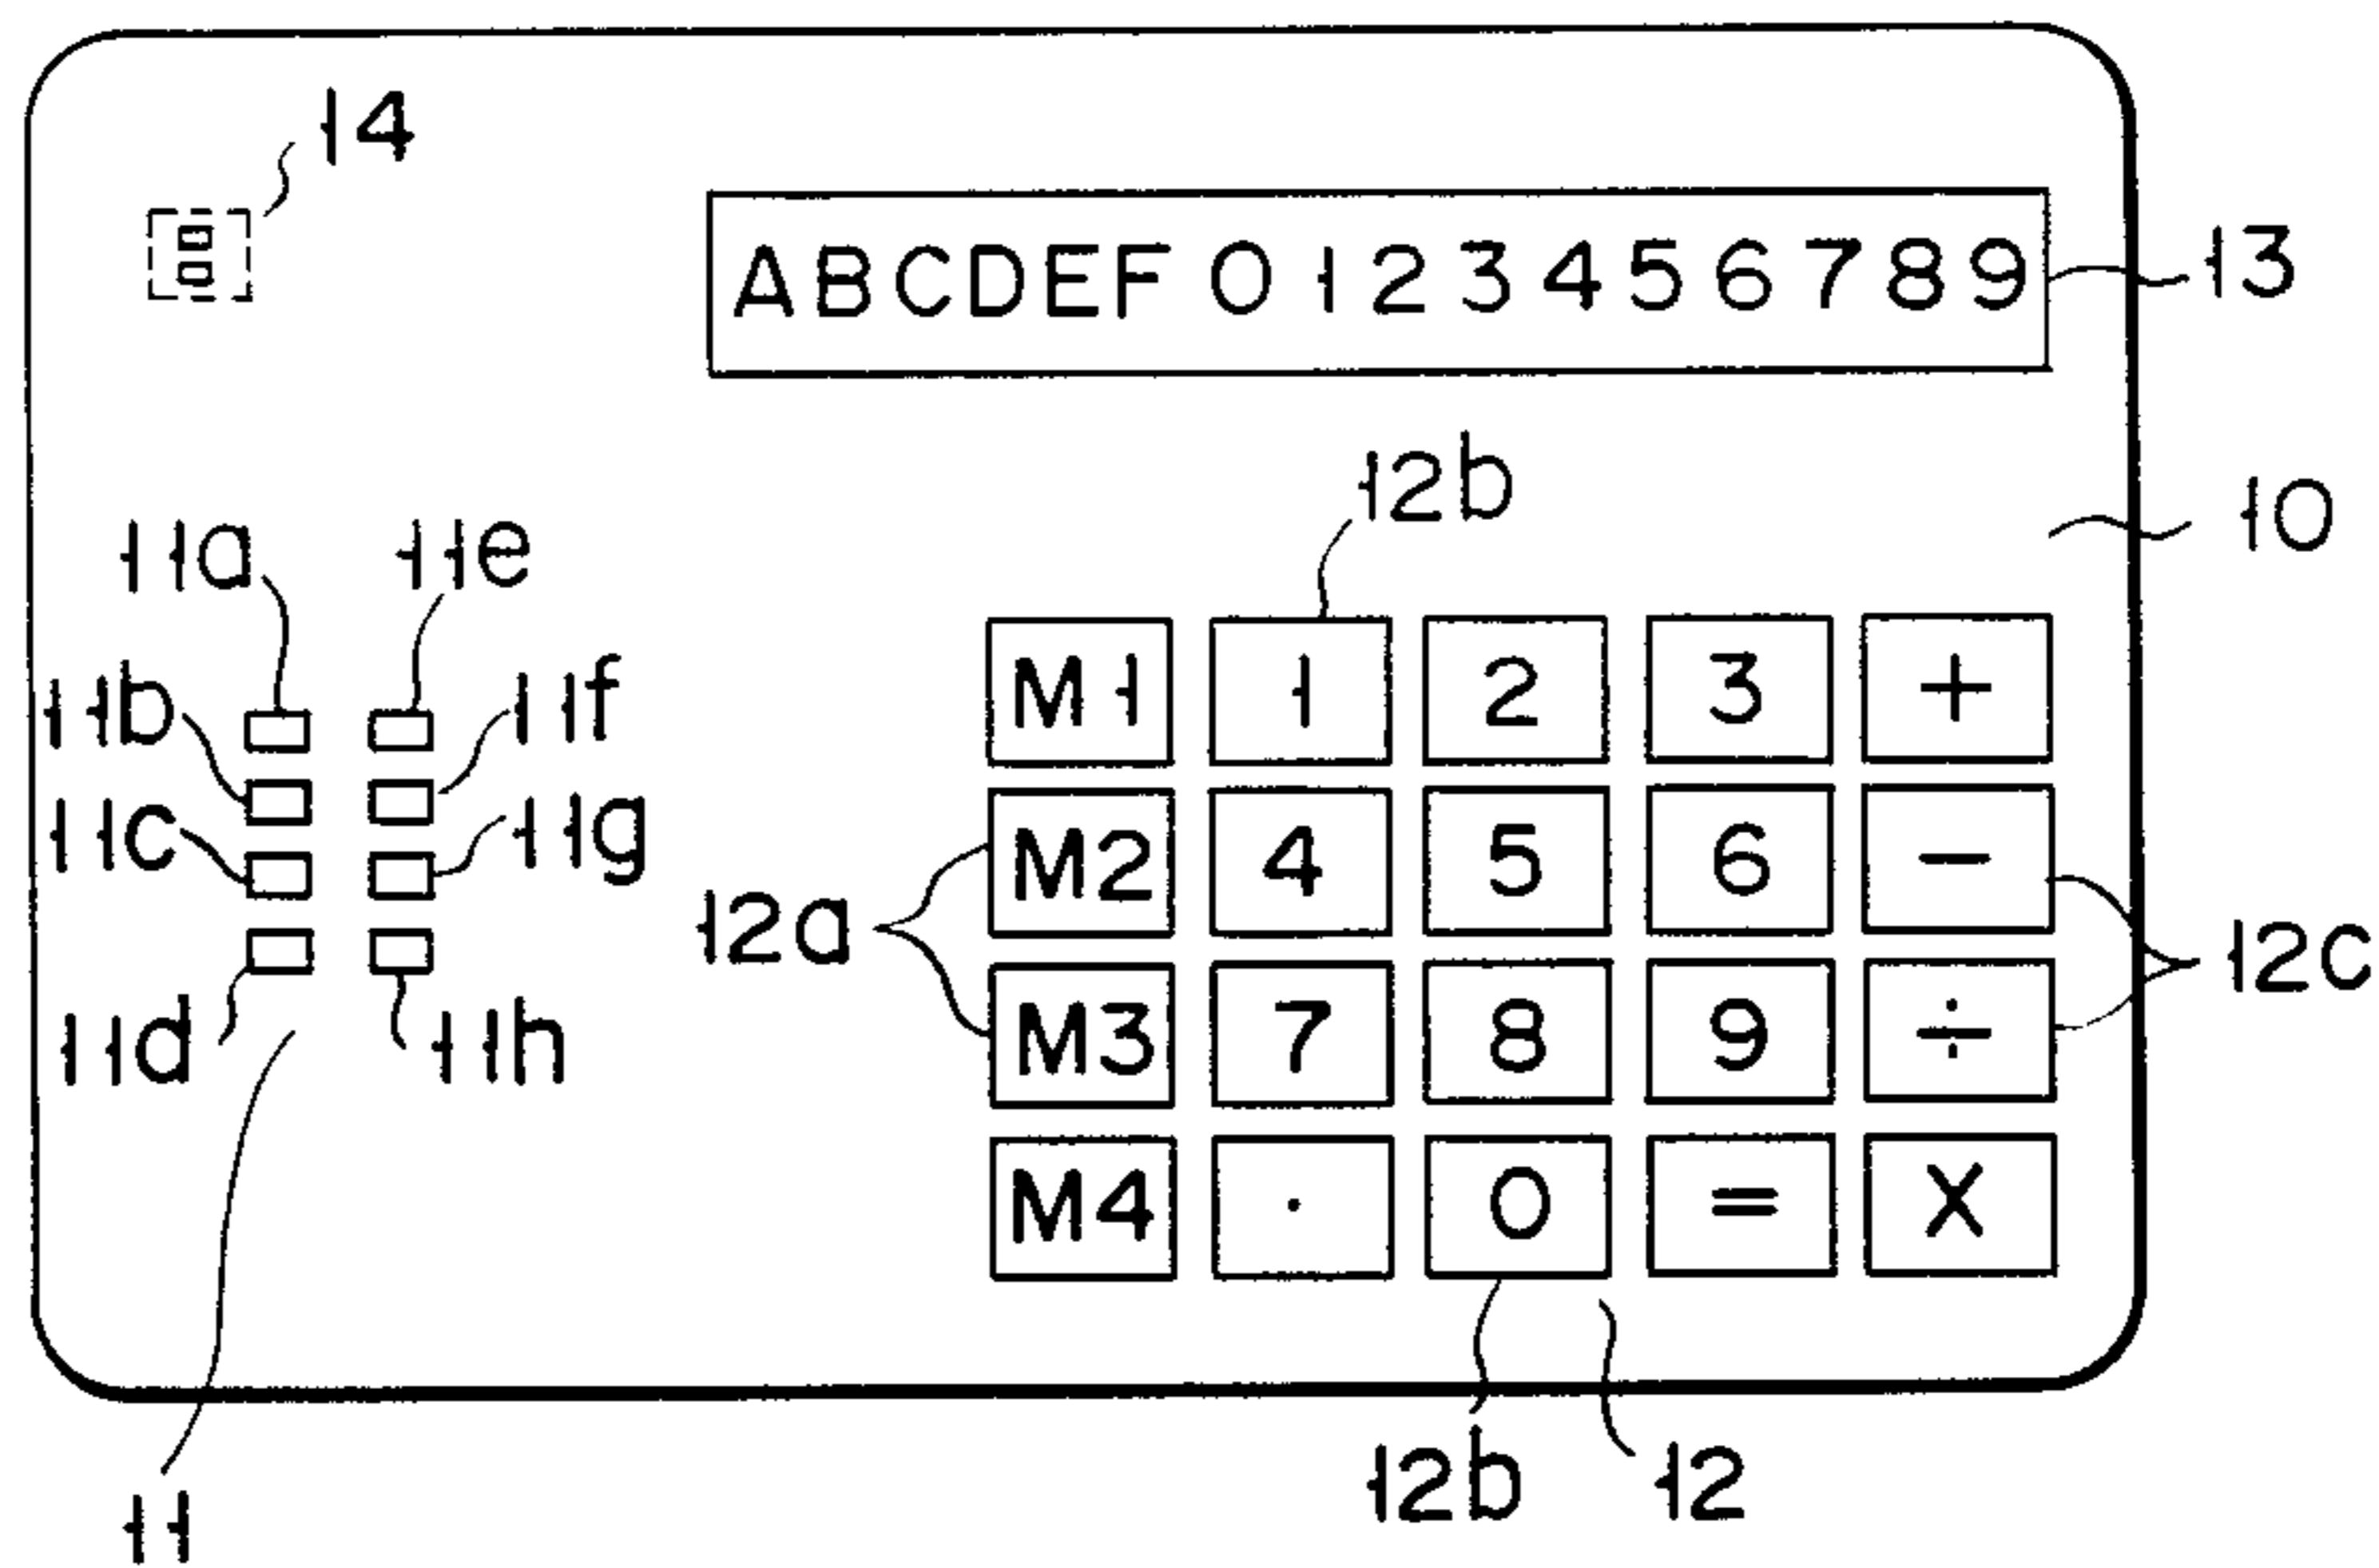 14
ABCDEF 0123456789
13
12b
10
11a 11e
11b 11f
M1 1 2 3 +
11c 11g
M2 4 5 6 −
12a 12c
11d 11h
M3 7 8 9 ÷
M4 · 0 = X
11 12b 12